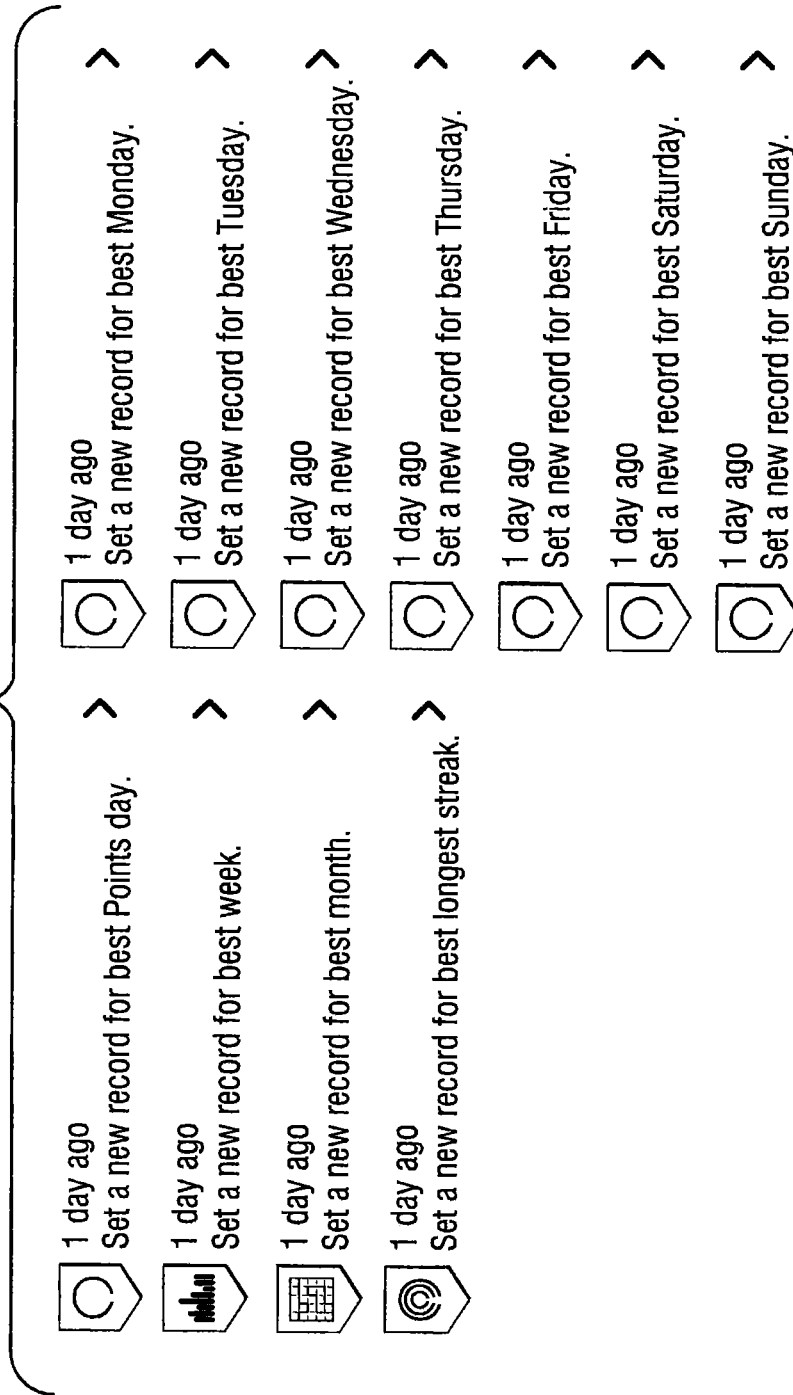 1 day ago
Set a new record for best Points day.
1 day ago
Set a new record for best week.
1 day ago
Set a new record for best month.
1 day ago
Set a new record for best longest streak.
1 day ago
Set a new record for best Monday.
1 day ago
Set a new record for best Tuesday.
1 day ago
Set a new record for best Wednesday.
1 day ago
Set a new record for best Thursday.
1 day ago
Set a new record for best Friday.
1 day ago
Set a new record for best Saturday.
1 day ago
Set a new record for best Sunday.